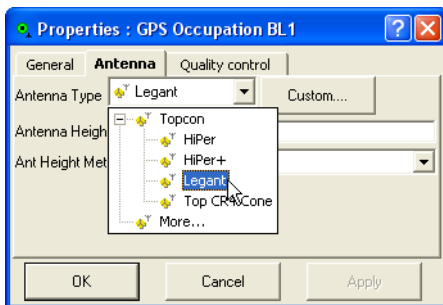 Properties : GPS Occupation BL1
General Antenna Quality control
Antenna Type Legant Custom....
Topcon
Antenna Heigh
HiPer
HiPer+
Ant Height Met
Legant
Top CR4 Cone
More...
OK Cancel Apply